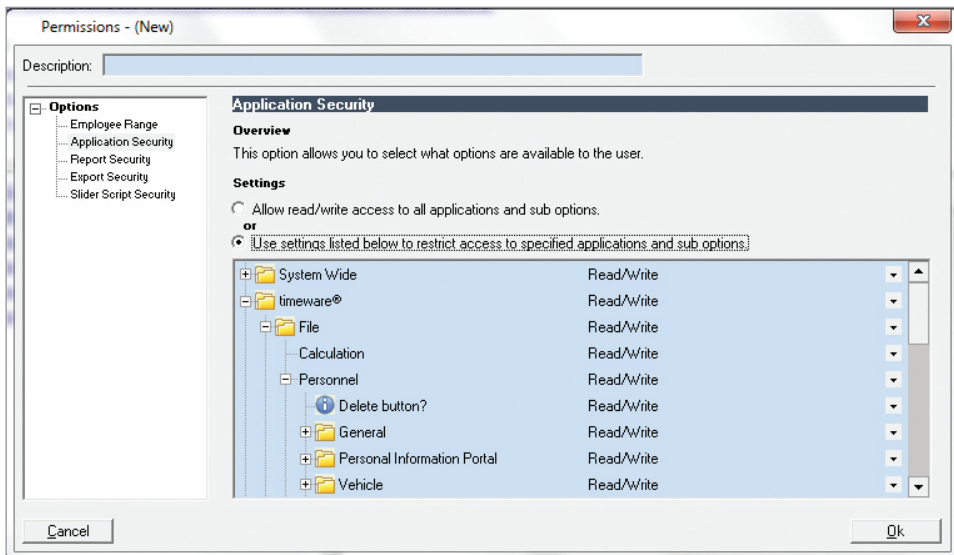 Permissions - (New)
Description:
Options
Employee Range
Application Security
Report Security
Export Security
Slider Script Security
Application Security
Overview
This option allows you to select what options are available to the user.
Settings
Allow read/write access to all applications and sub options.
or
Use settings listed below to restrict access to specified applications and sub options.
System Wide Read/Write
timeware® Read/Write
File Read/Write
Calculation Read/Write
Personnel Read/Write
Delete button? Read/Write
General Read/Write
Personal Information Portal Read/Write
Vehicle Read/Write
Cancel
Ok